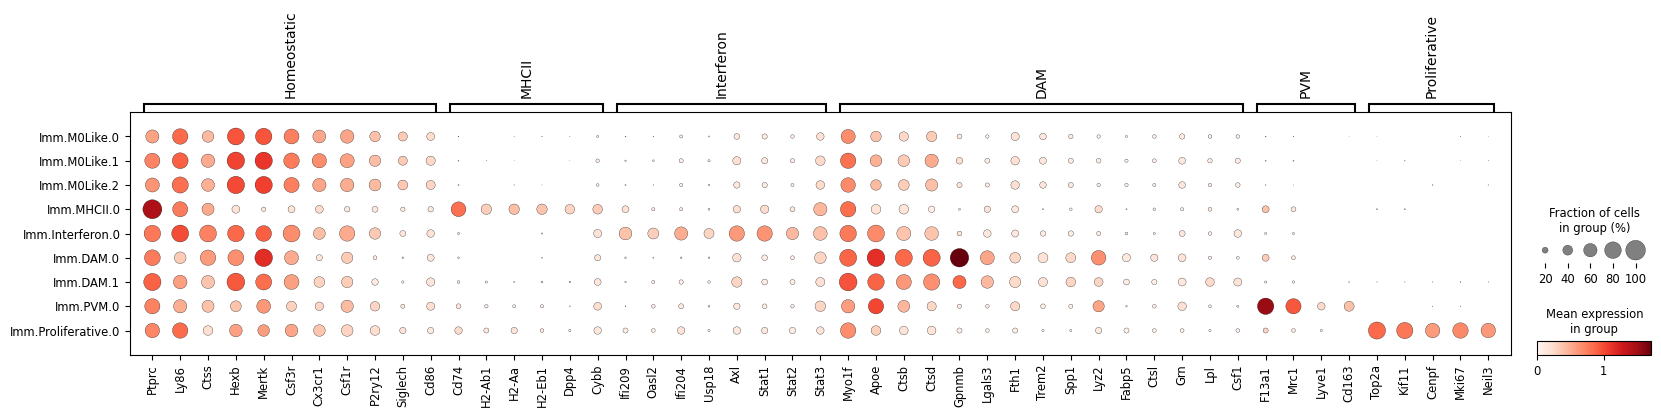 Homeostatic
MHCII
Interferon
DAM
PVM
Proliferative
Imm.M0Like.0
Imm.M0Like.1
Imm.M0Like.2
Imm.MHCII.0
Imm.Interferon.0
Imm.DAM.0
Imm.DAM.1
Imm.PVM.0
Imm.Proliferative.0
Ptprc
Ly86
Ctss
Hexb
Mertk
Csf3r
Cx3cr1
Csf1r
P2ry12
Siglech
Cd86
Cd74
H2-Ab1
H2-Aa
H2-Eb1
Dpp4
Cybb
Ifi209
Oasl2
Ifi204
Usp18
Axl
Stat1
Stat2
Stat3
Myo1f
Apoe
Ctsb
Ctsd
Gpnmb
Lgals3
Fth1
Trem2
Spp1
Lyz2
Fabp5
Ctsl
Grn
Lpl
Csf1
F13a1
Mrc1
Lyve1
Cd163
Top2a
Kif11
Cenpf
Mki67
Neil3
Fraction of cells
in group (%)
20 40 60 80 100
Mean expression
in group
0 1